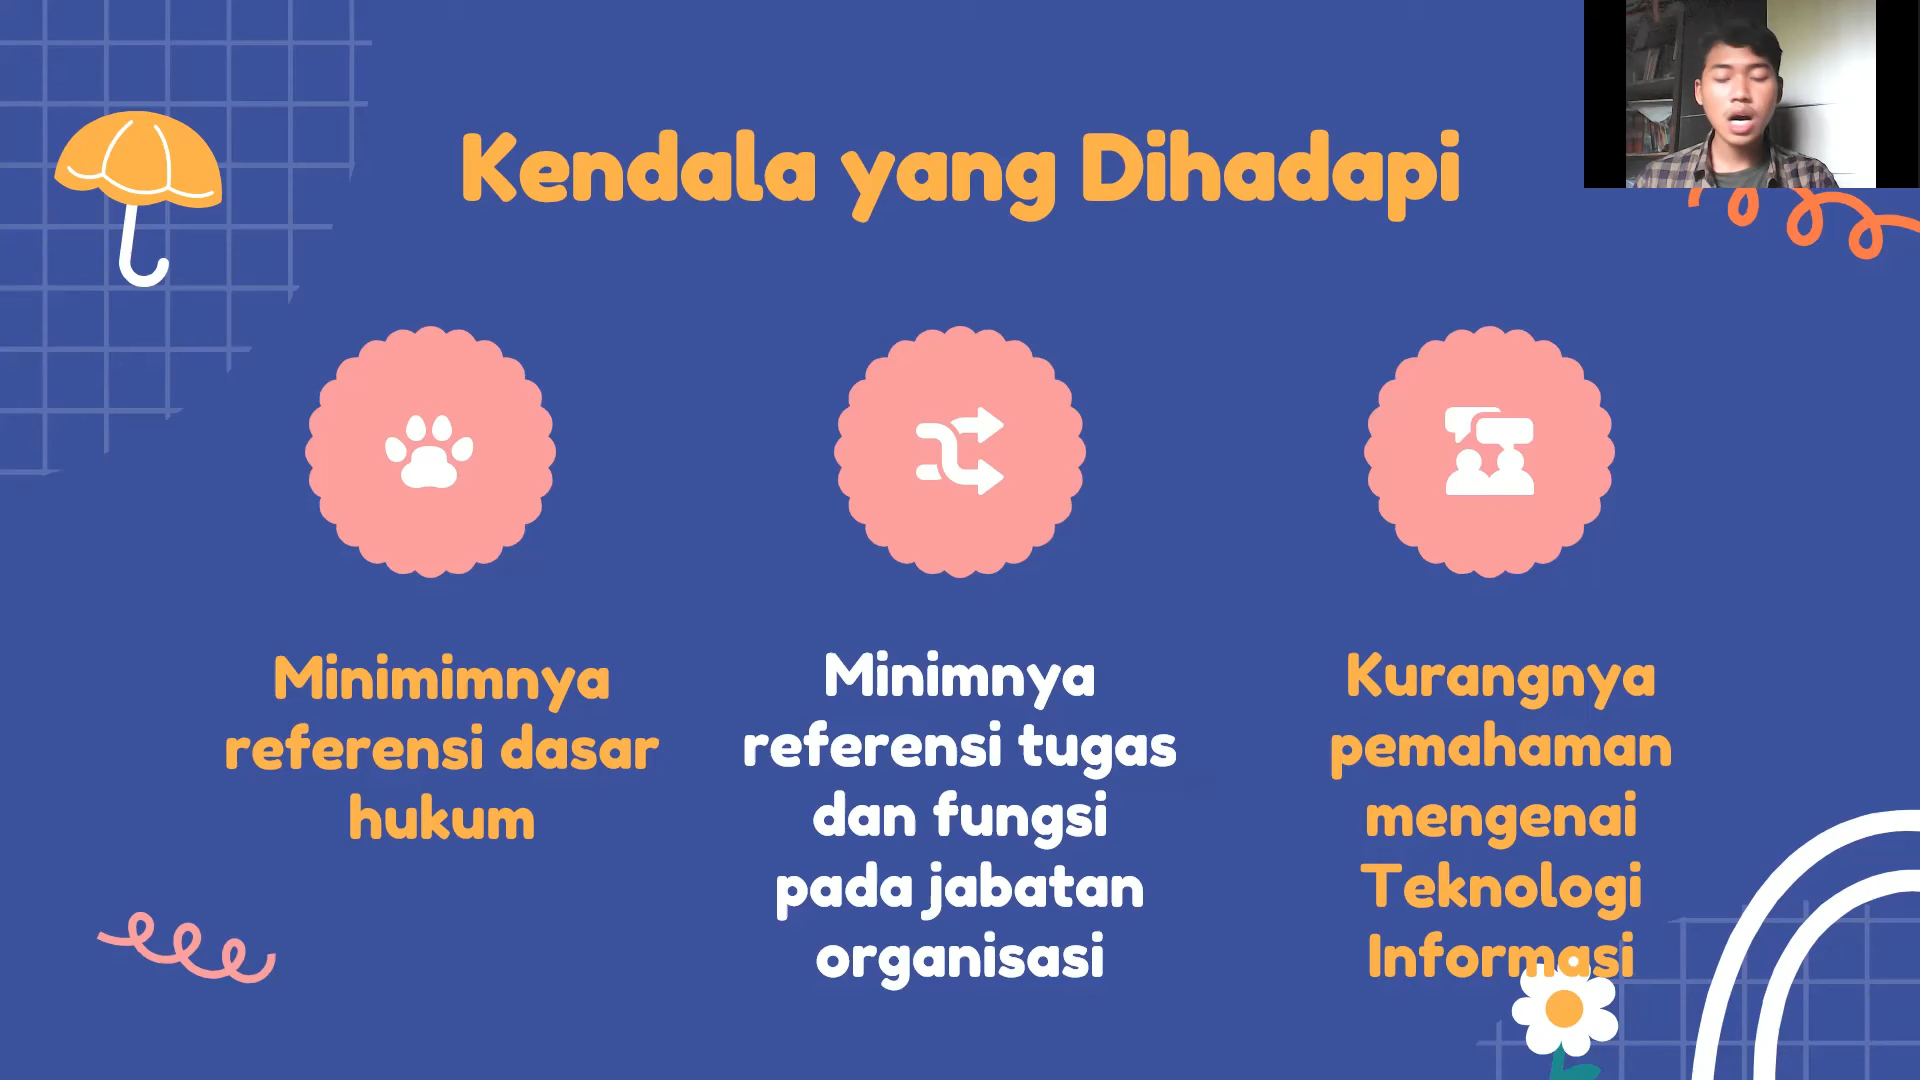 Kendala yang Dihadapi
Minimimnya
referensi dasar
hukum
Minimnya
referensi tugas
dan fungsi
pada jabatan
organisasi
Kurangnya
pemahaman
mengenai
Teknologi
Informasi